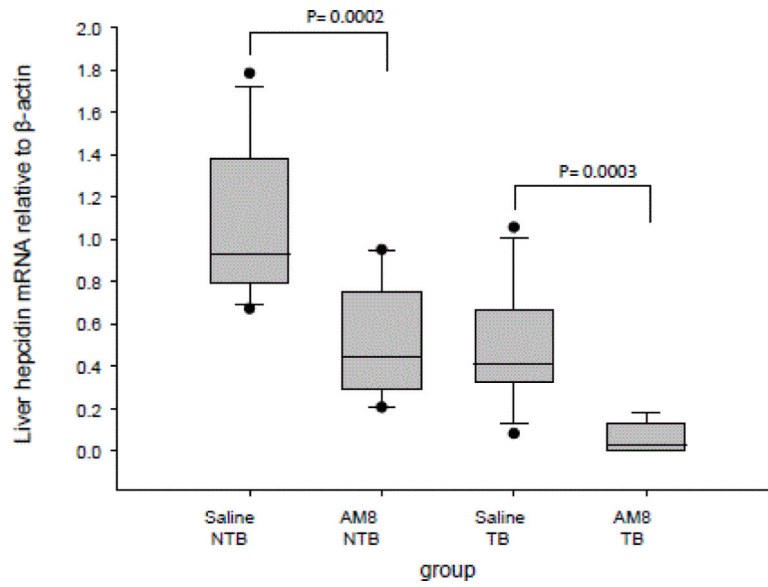 P= 0.0002
P= 0.0003
Liver hepcidin mRNA relative to β-actin
2.0
1.8
1.6
1.4
1.2
1.0
0.8
0.6
0.4
0.2
0.0
Saline AM8 Saline AM8
NTB NTB TB TB
group